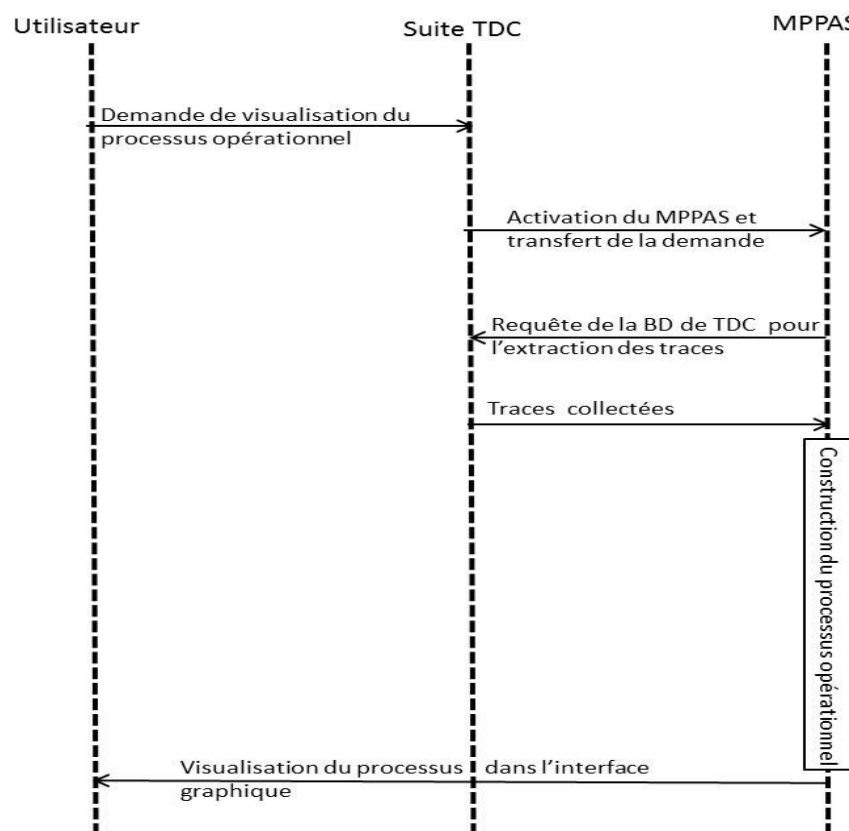 Utilisateur
Suite TDC
MPPAS
Demande de visualisation du
processus opérationnel
Activation du MPPAS et
transfert de la demande
Requête de la BD de TDC pour
l’extraction des traces
Traces collectées
Construction du processus opérationnel
Visualisation du processus dans l’interface
graphique